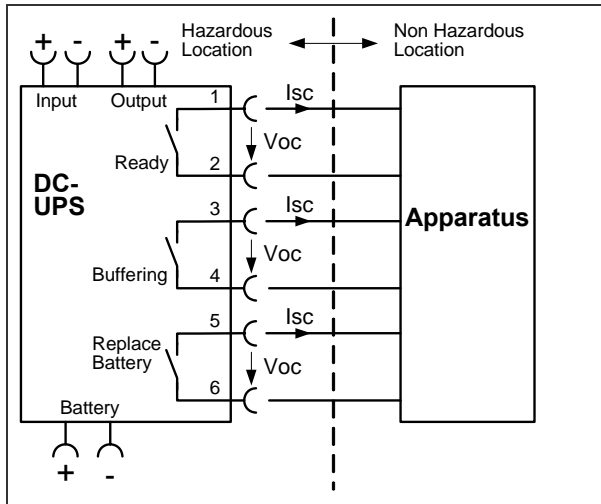 Hazardous
Location
Non Hazardous
Location
+ - + -
Input Output
1 Isc
Ready
Voc
2
DC-
UPS
3 Isc
Apparatus
Buffering
Voc
4
5 Isc
Replace
Battery
Voc
6
Battery
+ -